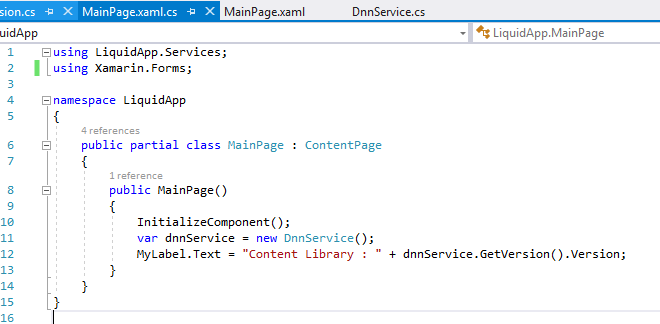 sion.cs MainPage.xaml.cs MainPage.xaml DnnService.cs
uidApp LiquidApp.MainPage
1 using LiquidApp.Services;
2 using Xamarin.Forms;
3
4 namespace LiquidApp
5 {
4 references
6 public partial class MainPage : ContentPage
7 {
1 reference
8 public MainPage()
9 {
10 InitializeComponent();
11 var dnnService = new DnnService();
12 MyLabel.Text = "Content Library : " + dnnService.GetVersion().Version;
13 }
14 }
15 }
16